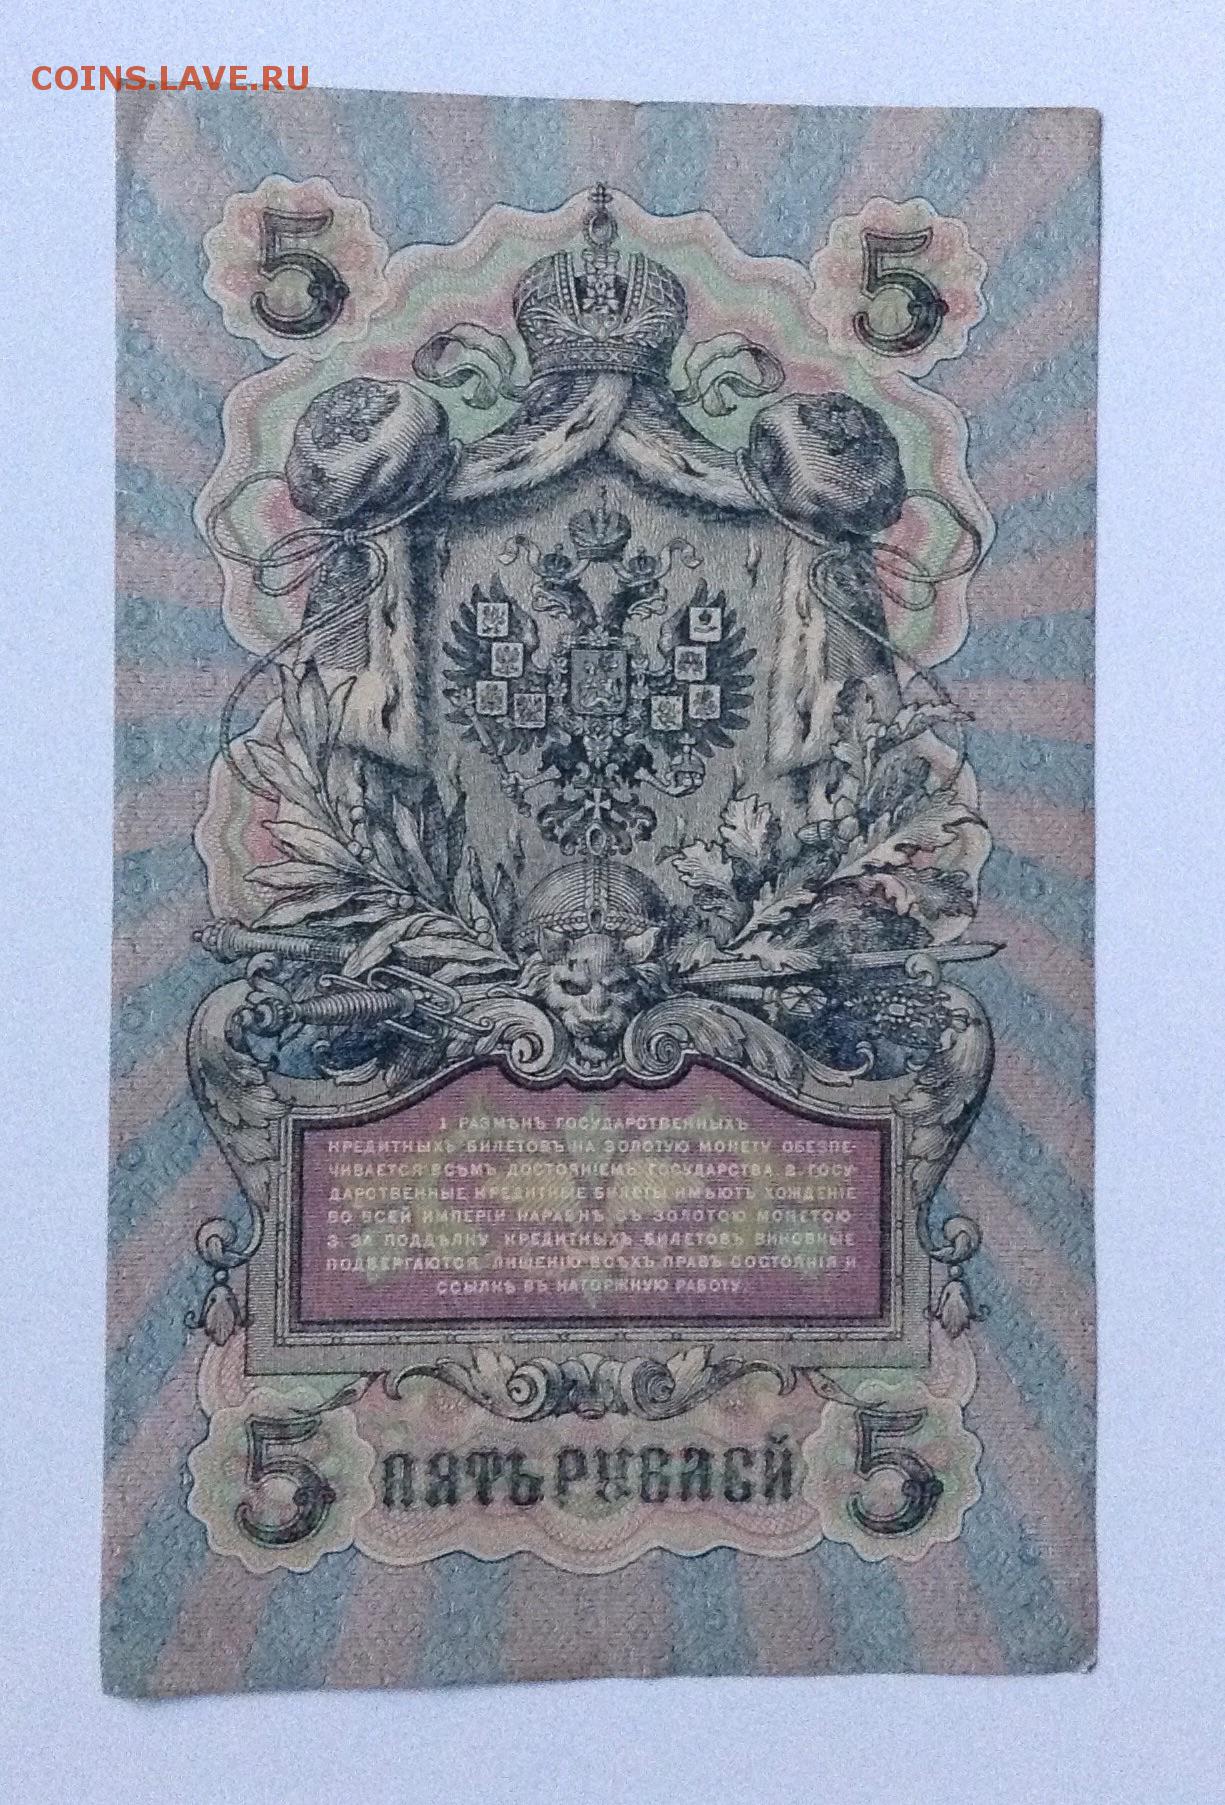 COINS.LAVE.RU
5 5
1 РАЗМѢНЪ ГОСУДАРСТВЕННЫХЪ
КРЕДИТНЫХЪ БИЛЕТОВЪ НА ЗОЛОТУЮ МОНЕТУ ОБЕЗПЕ-
ЧИВАЕТСЯ ВСѢМЪ ДОСТОЯНІЕМЪ ГОСУДАРСТВА. 2. ГОСУ-
ДАРСТВЕННЫЕ КРЕДИТНЫЕ БИЛЕТЫ ИМѢЮТЪ ХОЖДЕНІЕ
ВО ВСЕЙ ИМПЕРІИ НАРАВНѢ СЪ ЗОЛОТОЮ МОНЕТОЮ
3. ЗА ПОДДѢЛКУ КРЕДИТНЫХЪ БИЛЕТОВЪ ВИНОВНЫЕ
ПОДВЕРГАЮТСЯ ЛИШЕНІЮ ВСѢХЪ ПРАВЪ СОСТОЯНІЯ И
ССЫЛКѢ ВЪ КАТОРЖНУЮ РАБОТУ.
5 ПЯТЬ РУБЛЕЙ 5